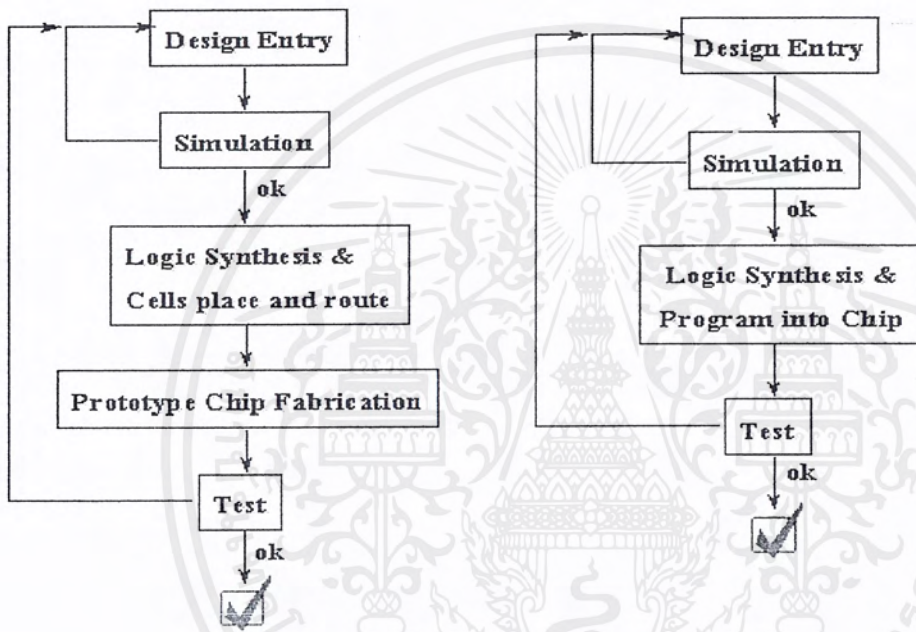 Design Entry
Simulation
ok
Logic Synthesis &
Cells place and route
Prototype Chip Fabrication
Test
ok
Design Entry
Simulation
ok
Logic Synthesis &
Program into Chip
Test
ok